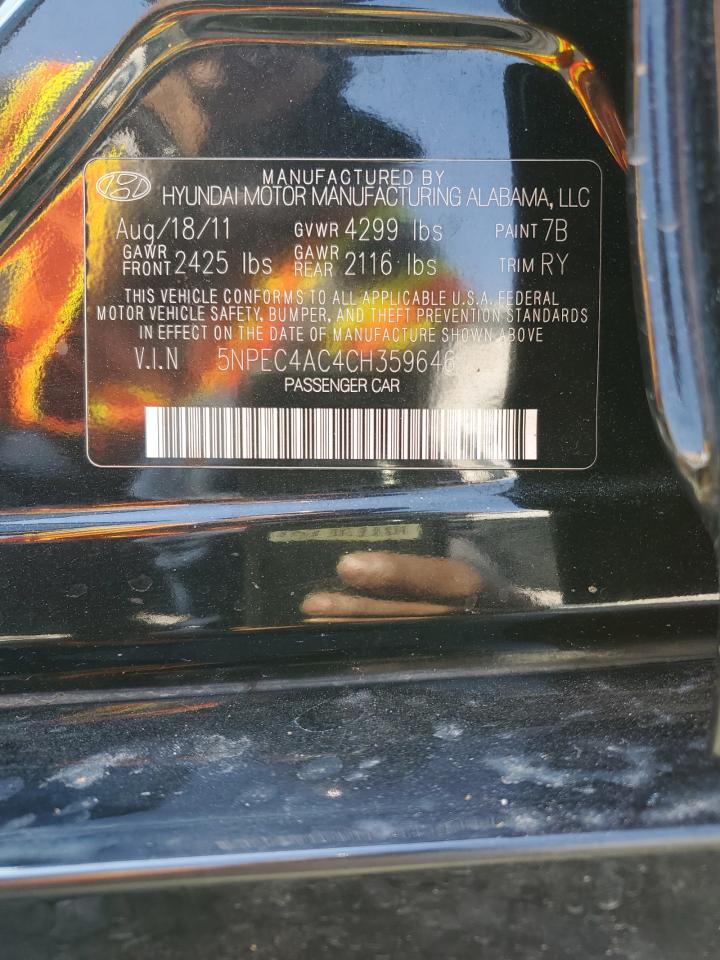 MANUFACTURED BY
HYUNDAI MOTOR MANUFACTURING ALABAMA, LLC
Aug/18/11 GVWR 4299 lbs PAINT 7B
GAWR FRONT 2425 lbs GAWR REAR 2116 lbs TRIM RY
THIS VEHICLE CONFORMS TO ALL APPLICABLE U.S.A. FEDERAL
MOTOR VEHICLE SAFETY, BUMPER, AND THEFT PREVENTION STANDARDS
IN EFFECT ON THE DATE OF MANUFACTURE SHOWN ABOVE
V.I.N 5NPEC4AC4CH359646
PASSENGER CAR